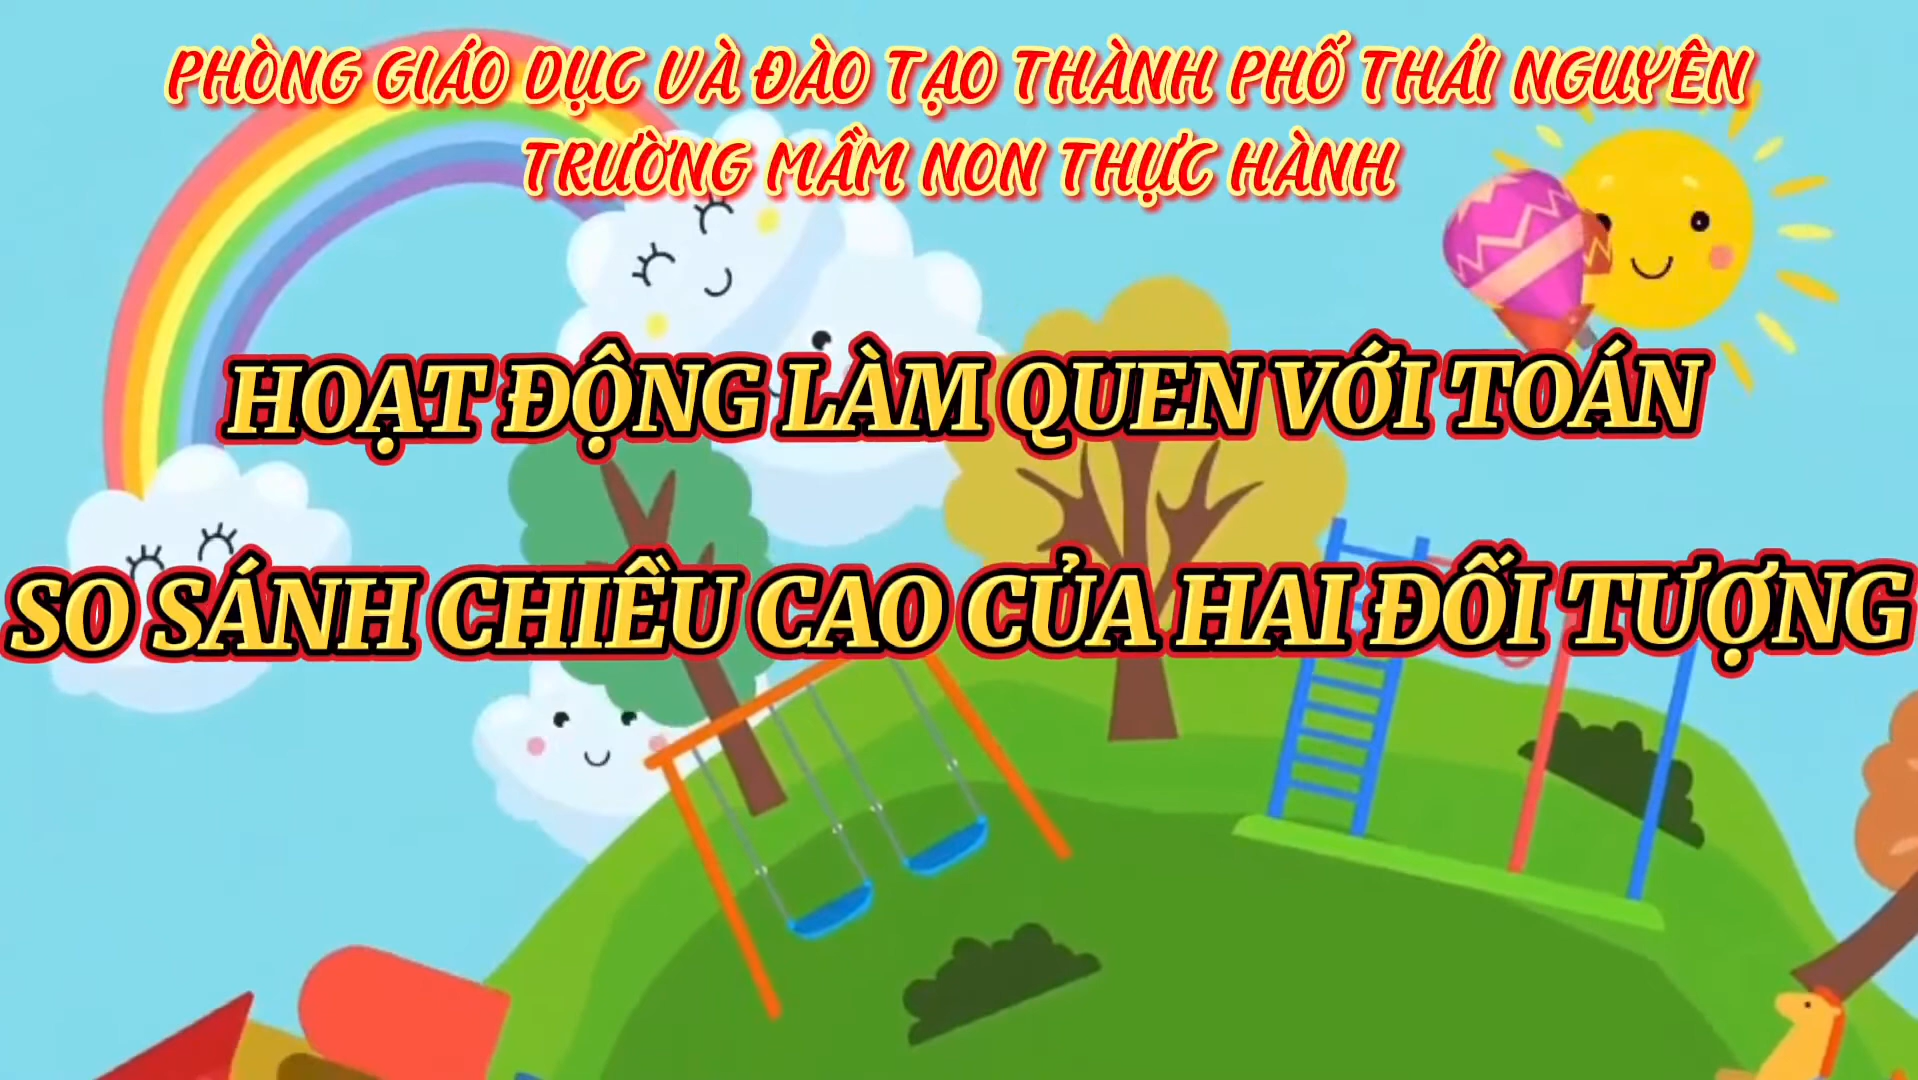 PHÒNG GIÁO DỤC VÀ ĐÀO TẠO THÀNH PHỐ THÁI NGUYÊN
TRƯỜNG MẦM NON THỰC HÀNH
HOẠT ĐỘNG LÀM QUEN VỚI TOÁN
SO SÁNH CHIỀU CAO CỦA HAI ĐỐI TƯỢNG